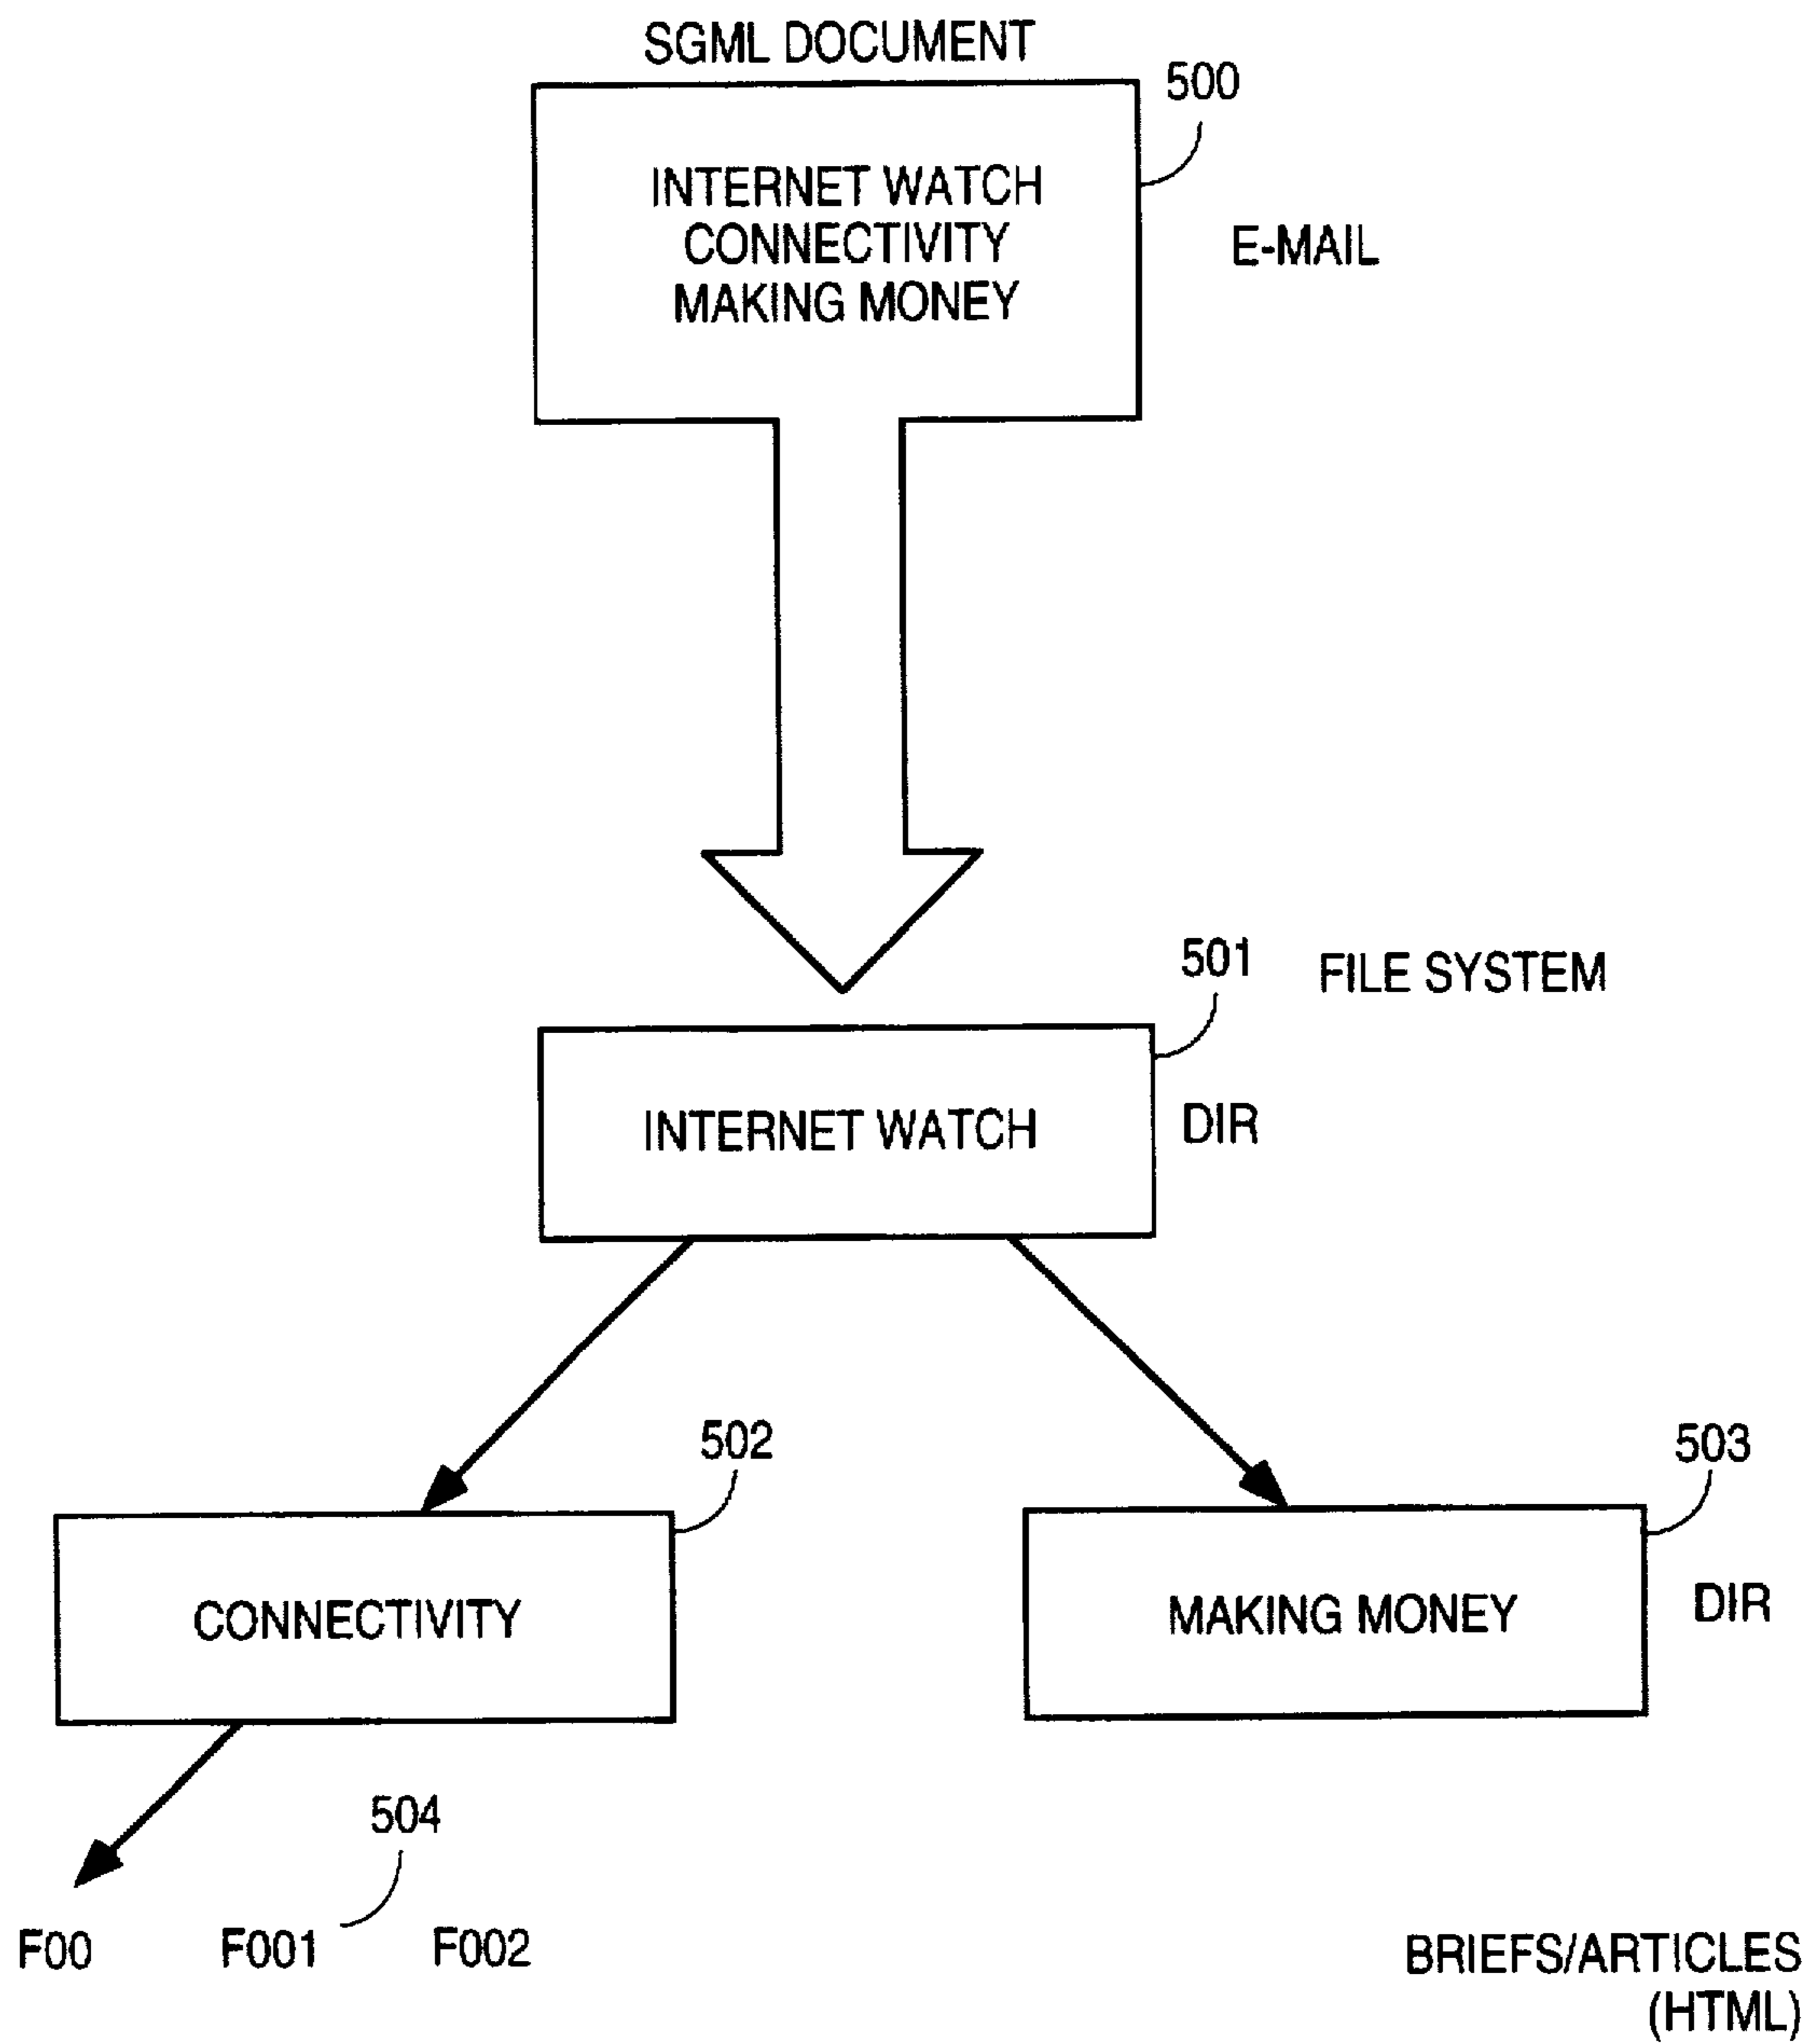 SGML DOCUMENT
500
INTERNET WATCH
CONNECTIVITY
MAKING MONEY
E-MAIL
501
FILE SYSTEM
INTERNET WATCH
DIR
502
503
CONNECTIVITY
MAKING MONEY
DIR
504
F00
F001
F002
BRIEFS/ARTICLES
(HTML)